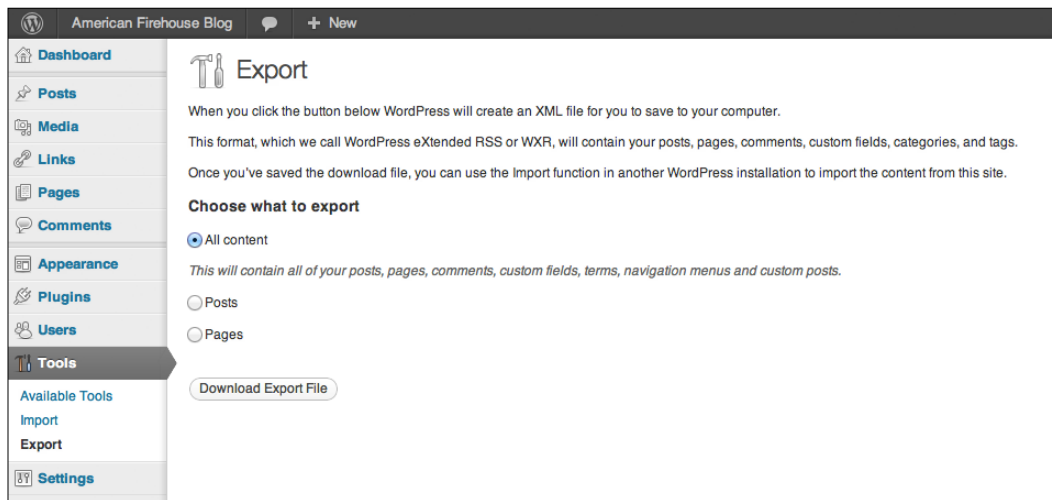 American Firehouse Blog
+ New
Dashboard
Posts
Media
Links
Pages
Comments
Appearance
Plugins
Users
Tools
Available Tools
Import
Export
Settings
Export
When you click the button below WordPress will create an XML file for you to save to your computer.
This format, which we call WordPress eXtended RSS or WXR, will contain your posts, pages, comments, custom fields, categories, and tags.
Once you've saved the download file, you can use the Import function in another WordPress installation to import the content from this site.
Choose what to export
All content
This will contain all of your posts, pages, comments, custom fields, terms, navigation menus and custom posts.
Posts
Pages
Download Export File